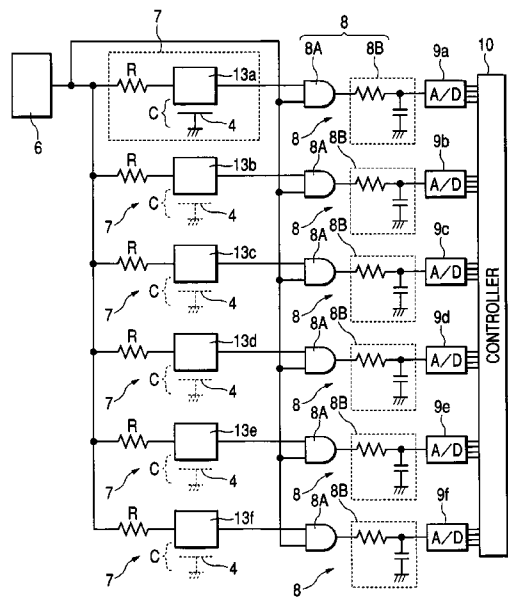 7
8
8A
8B
9a
10
R
13a
A/D
C
4
6
8
8B
9b
R
13b
8A
A/D
C
4
7
8
8B
9c
R
13c
8A
A/D
C
4
7
8
8B
9d
CONTROLLER
R
13d
8A
A/D
C
4
7
8
8B
9e
R
13e
8A
A/D
C
4
7
8
8B
9f
R
13f
8A
A/D
C
4
7
8